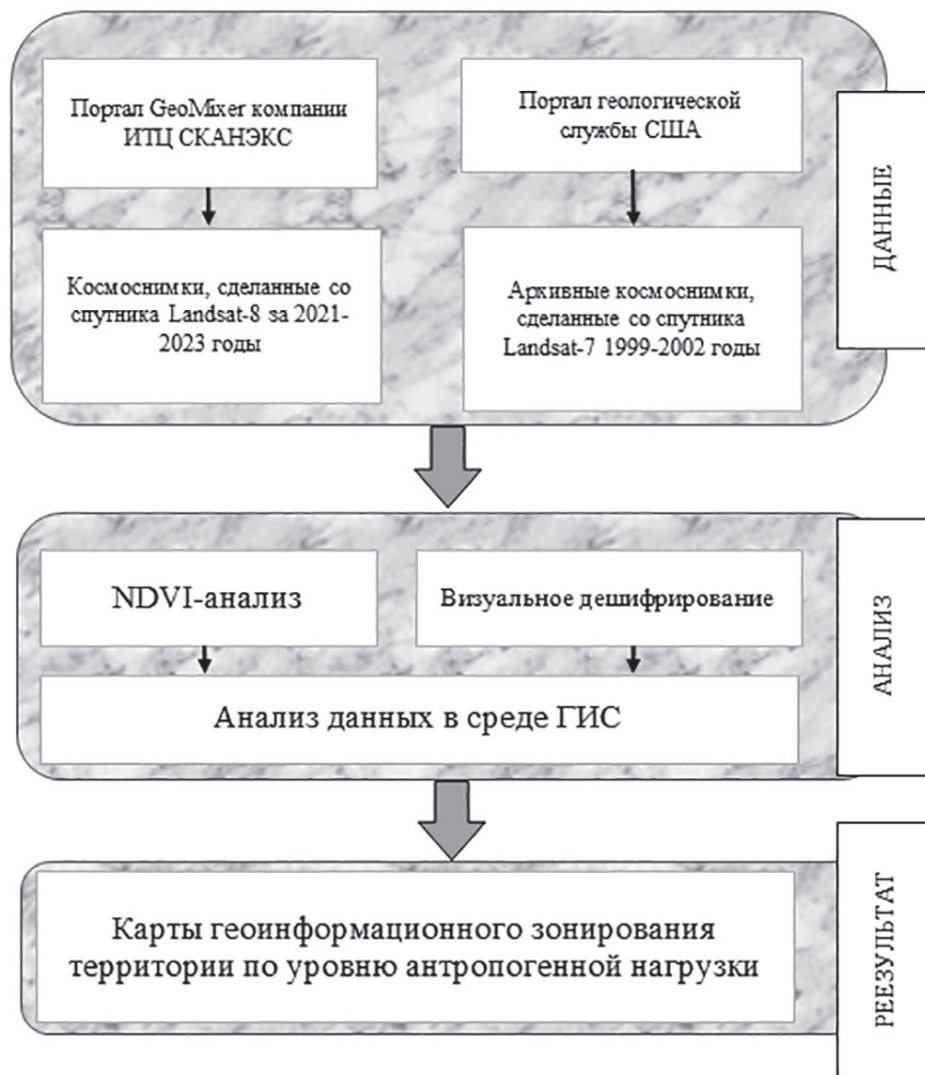 Портал GeoMixer компании
ИТЦ СКАНЭКС
Портал геологической
службы США
Космоснимки, сделанные со
спутника Landsat-8 за 2021-
2023 годы
Архивные космоснимки,
сделанные со спутника
Landsat-7 1999-2002 годы
ДАННЫЕ
NDVI-анализ
Визуальное дешифрирование
Анализ данных в среде ГИС
АНАЛИЗ
Карты геоинформационного зонирования
территории по уровню антропогенной нагрузки
РЕЕЗУЛЬТАТ